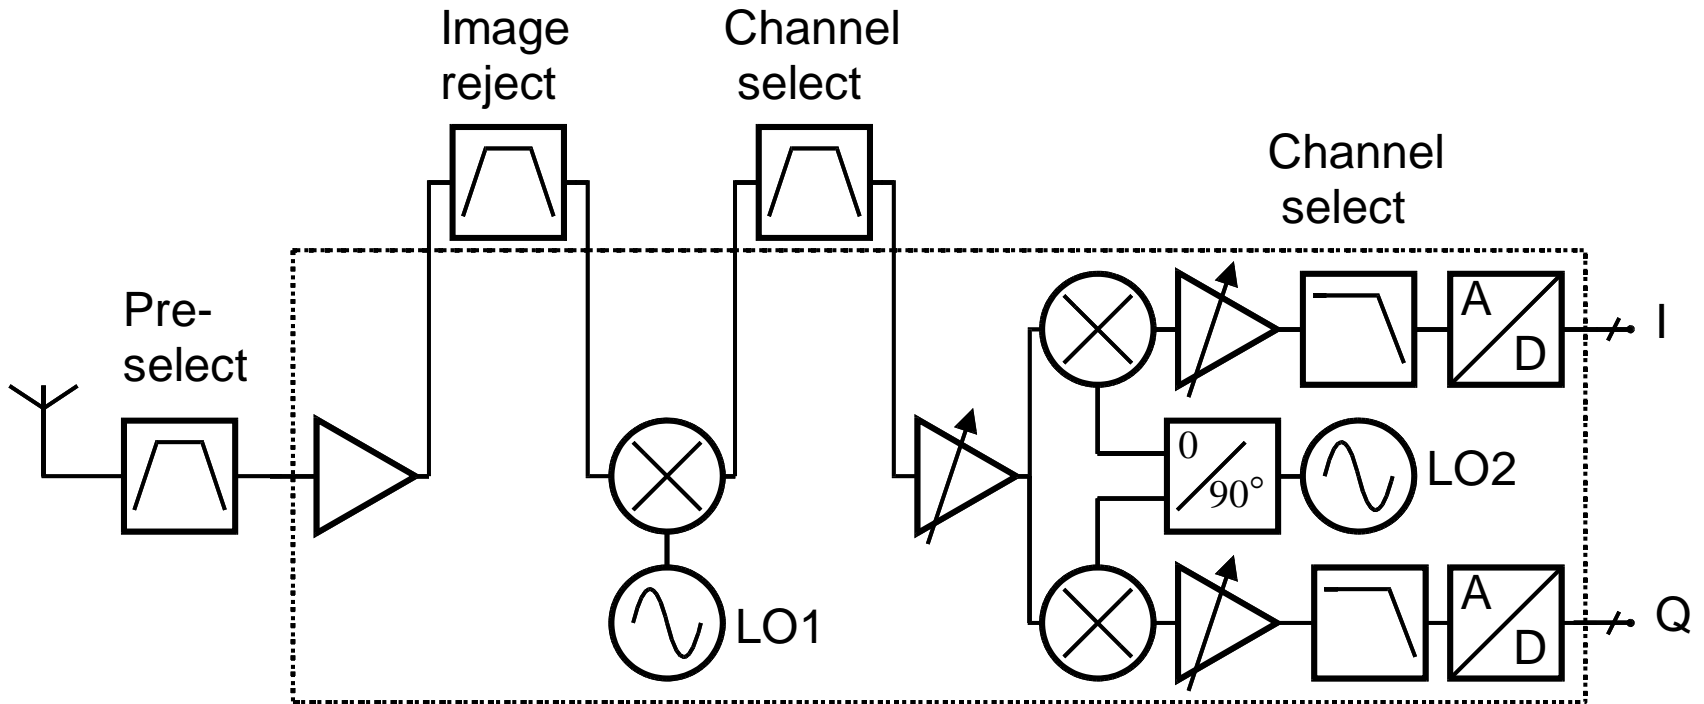 Image
reject
Channel
select
Channel
select
Pre-
select
A
D
I
0
90°
LO2
LO1
A
D
Q